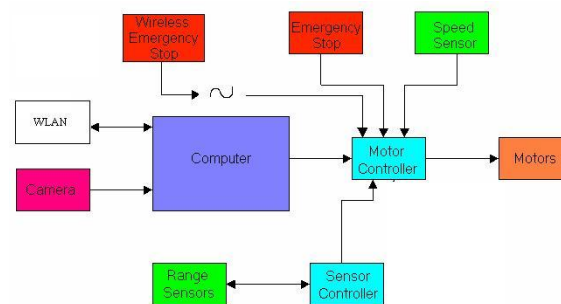 Wireless
Emergency
Stop
Emergency
Stop
Speed
Sensor
WLAN
Computer
Motor
Controller
Motors
Camera
Range
Sensors
Sensor
Controller